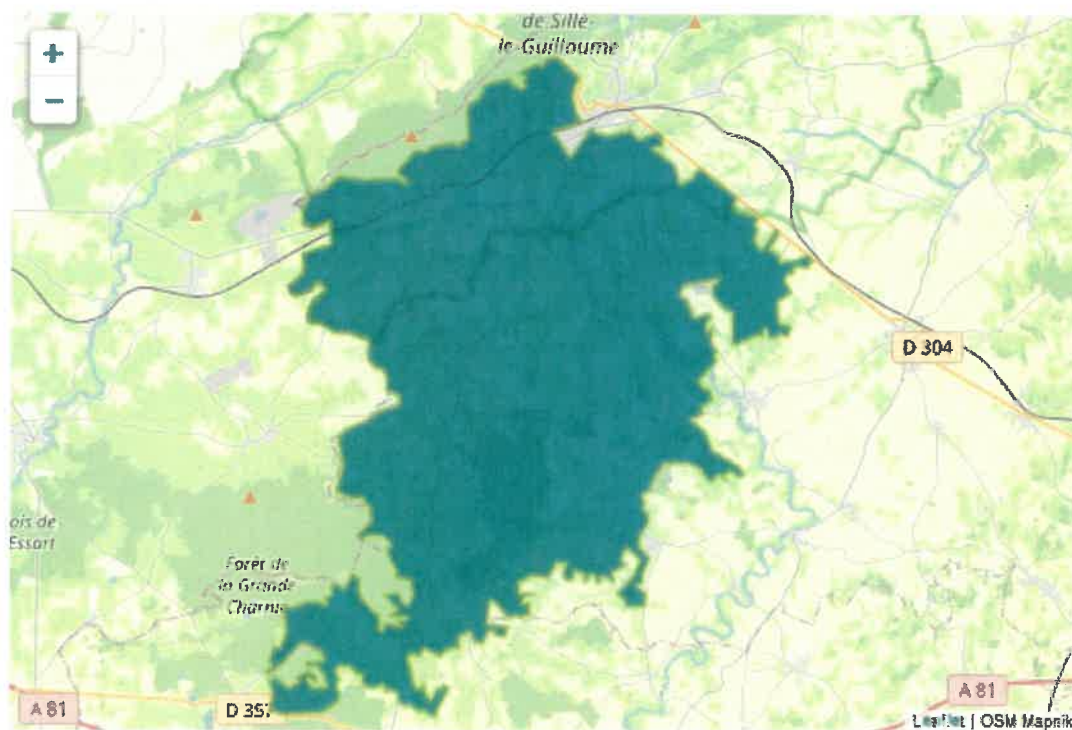 +
−
de Sillé-
le-Guillaume
D 304
ois de
Essart
Forêt de
la Grande
Charnie
A 81
D 357
A 81
Leaflet | OSM Mapnik